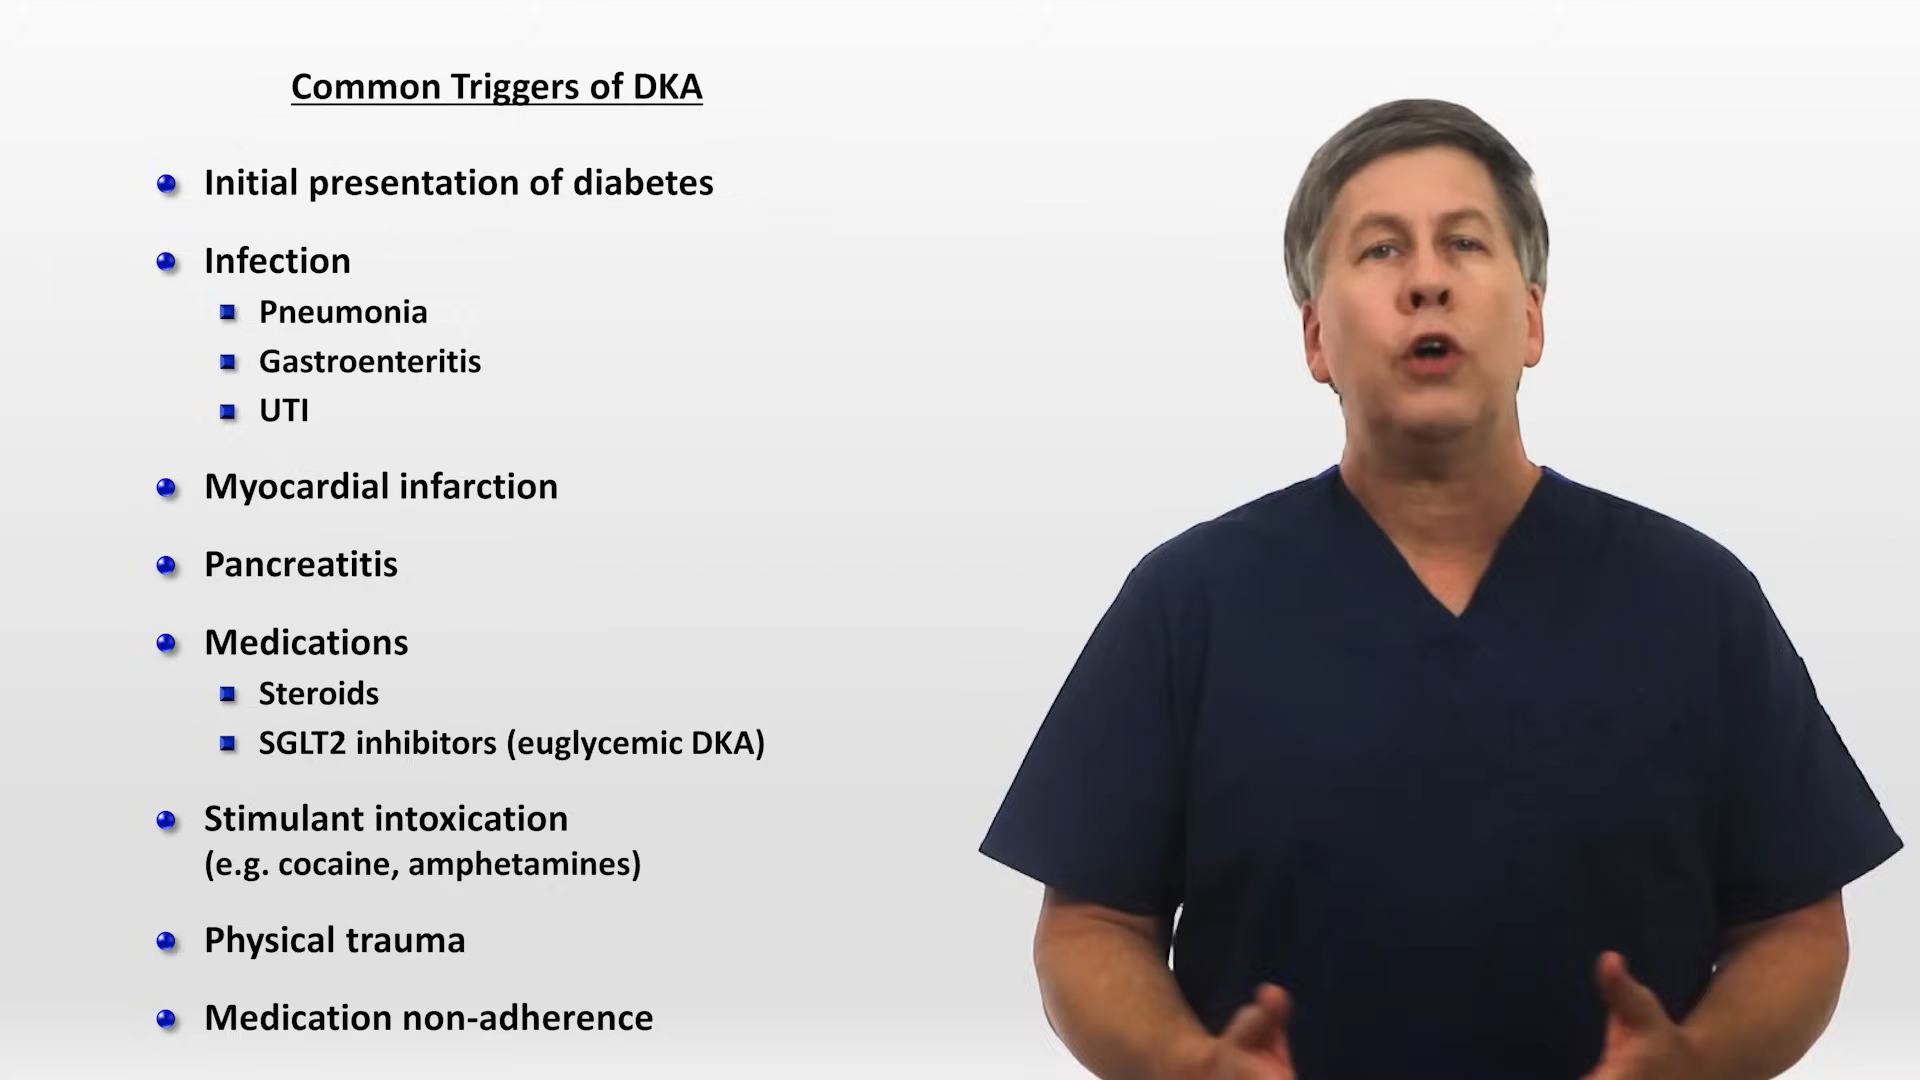 Common Triggers of DKA
Initial presentation of diabetes
Infection
Pneumonia
Gastroenteritis
UTI
Myocardial infarction
Pancreatitis
Medications
Steroids
SGLT2 inhibitors (euglycemic DKA)
Stimulant intoxication
(e.g. cocaine, amphetamines)
Physical trauma
Medication non-adherence